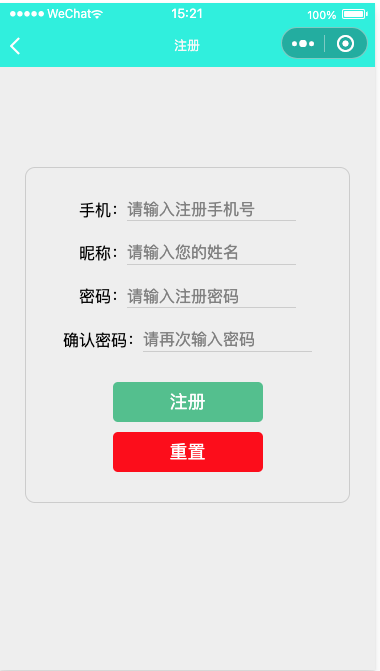 WeChat 15:21 100%
注册
手机：请输入注册手机号
昵称：请输入您的姓名
密码：请输入注册密码
确认密码：请再次输入密码
注册
重置